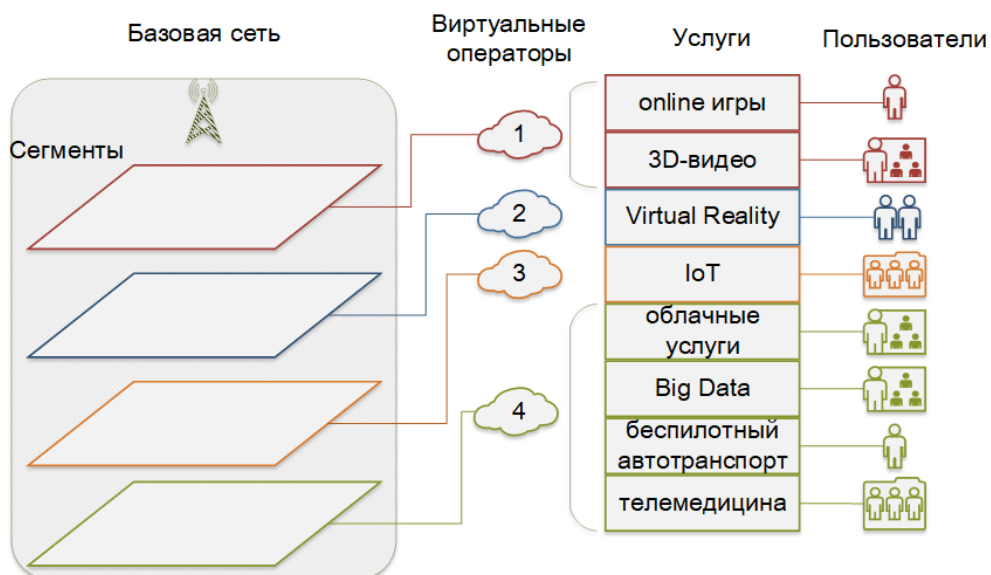 Базовая сеть
Виртуальные
операторы
Услуги
Пользователи
Сегменты
1
2
3
4
online игры
3D-видео
Virtual Reality
IoT
облачные
услуги
Big Data
беспилотный
автотранспорт
телемедицина